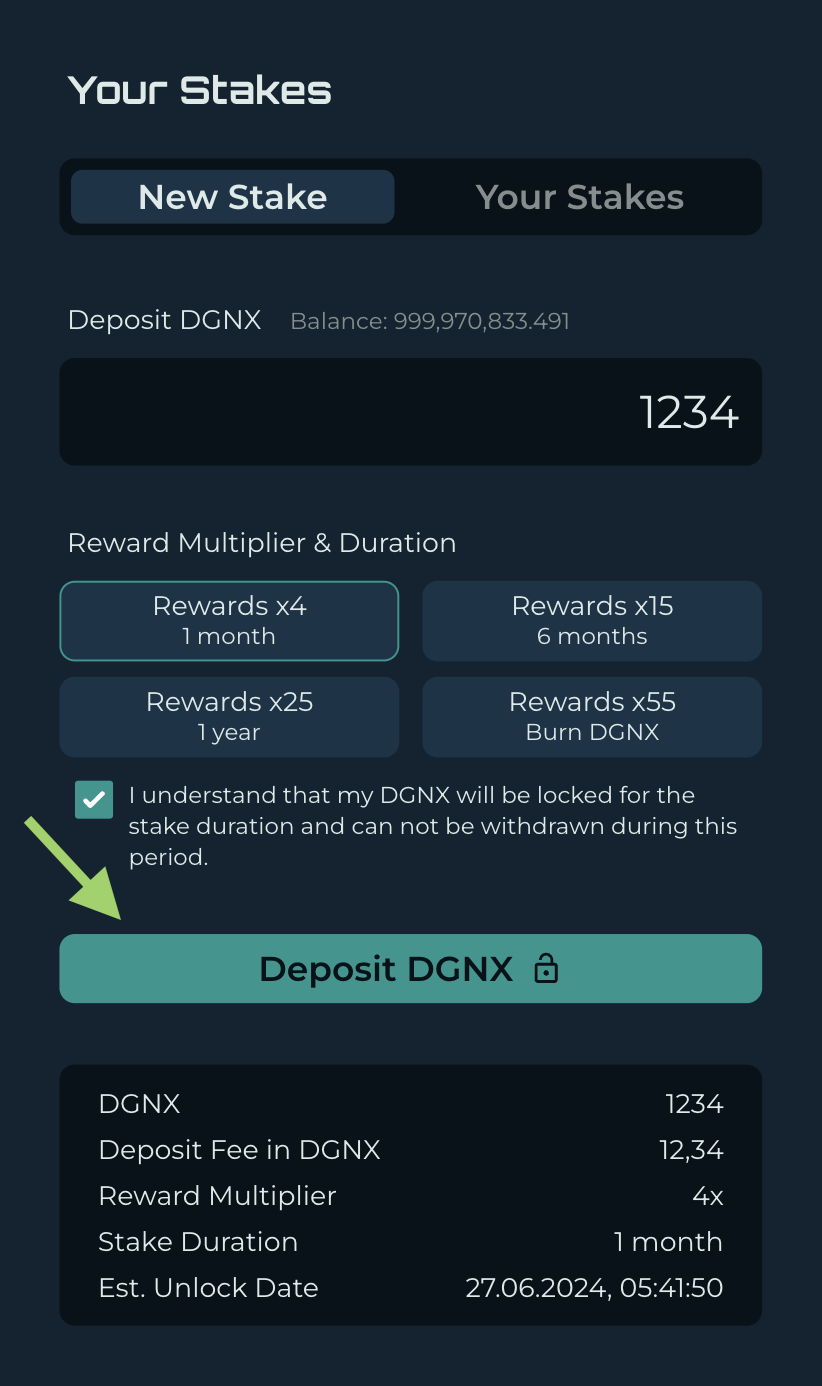 Your Stakes
New Stake
Your Stakes
Deposit DGNX
Balance: 999,970,833.491
1234
Reward Multiplier & Duration
Rewards x4
1 month
Rewards x15
6 months
Rewards x25
1 year
Rewards x55
Burn DGNX
I understand that my DGNX will be locked for the
stake duration and can not be withdrawn during this
period.
Deposit DGNX
DGNX 1234
Deposit Fee in DGNX 12,34
Reward Multiplier 4x
Stake Duration 1 month
Est. Unlock Date 27.06.2024, 05:41:50